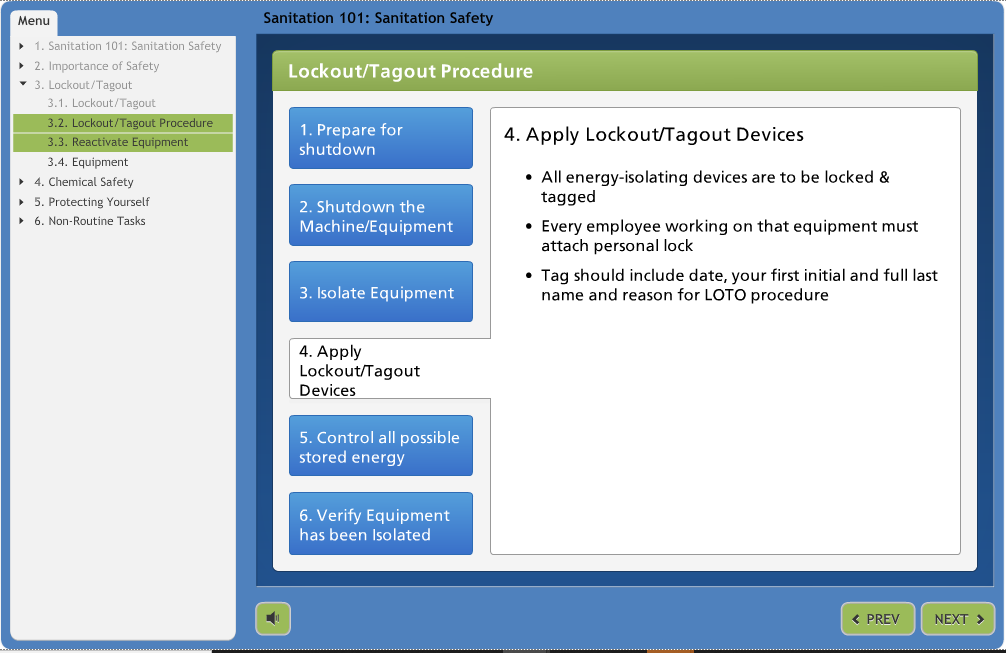 Menu
Sanitation 101: Sanitation Safety
1. Sanitation 101: Sanitation Safety
2. Importance of Safety
3. Lockout/Tagout
3.1. Lockout/Tagout
3.2. Lockout/Tagout Procedure
3.3. Reactivate Equipment
3.4. Equipment
4. Chemical Safety
5. Protecting Yourself
6. Non-Routine Tasks
Lockout/Tagout Procedure
1. Prepare for
shutdown
2. Shutdown the
Machine/Equipment
3. Isolate Equipment
4. Apply
Lockout/Tagout
Devices
5. Control all possible
stored energy
6. Verify Equipment
has been Isolated
4. Apply Lockout/Tagout Devices
• All energy-isolating devices are to be locked &
tagged
• Every employee working on that equipment must
attach personal lock
• Tag should include date, your first initial and full last
name and reason for LOTO procedure
PREV
NEXT